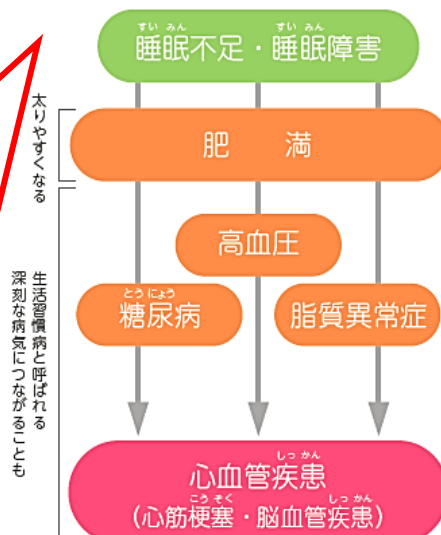 睡眠不足・睡眠障害
すいみん
すいみん
太りやすくなる
肥 満
高血圧
とうにょう
糖尿病
脂質異常症
生活習慣病と呼ばれる
深刻な病気につながることも
しっかん
心血管疾患
こうそく
しっかん
(心筋梗塞・脳血管疾患)